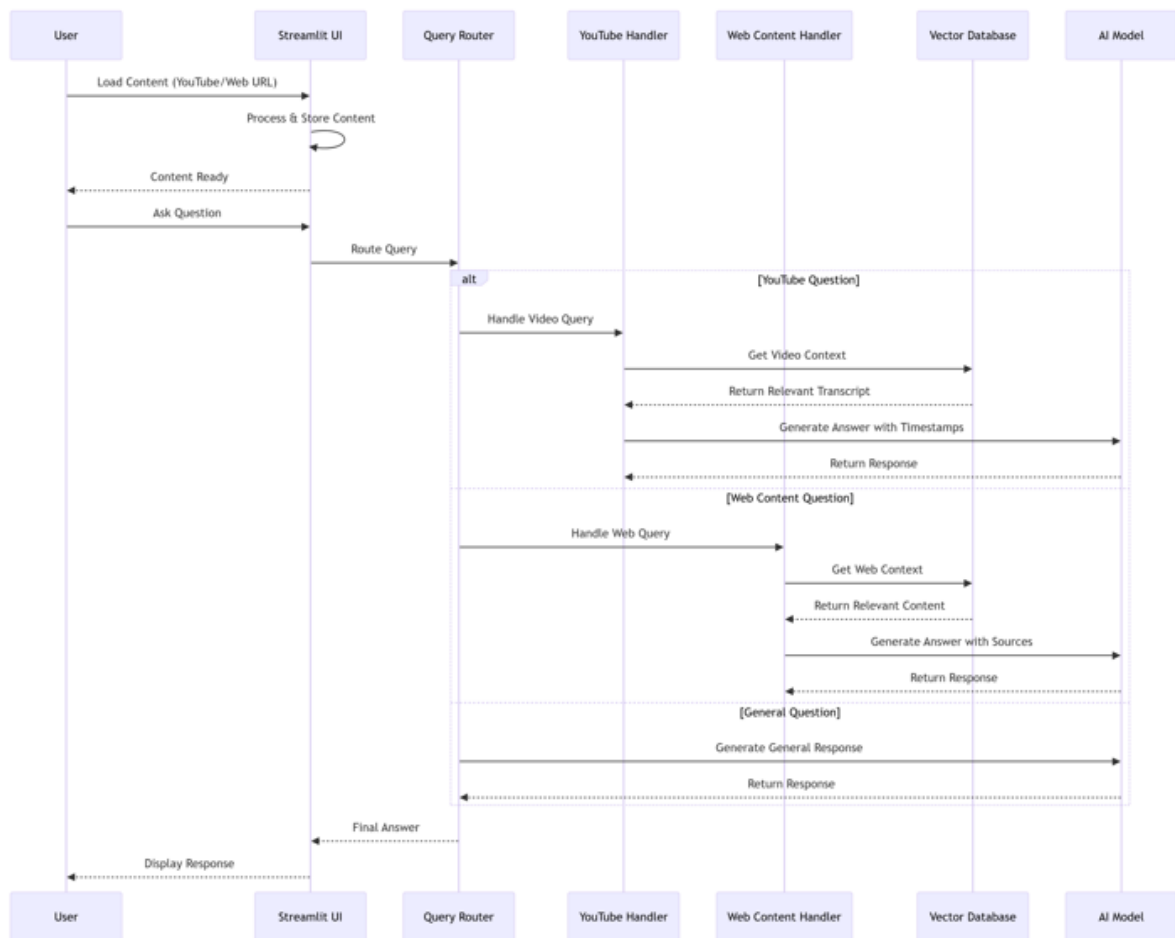 User
Streamlit UI
Query Router
YouTube Handler
Web Content Handler
Vector Database
AI Model
Load Content (YouTube/Web URL)
Process & Store Content
Content Ready
Ask Question
Route Query
alt
[YouTube Question]
Handle Video Query
Get Video Context
Return Relevant Transcript
Generate Answer with Timestamps
Return Response
[Web Content Question]
Handle Web Query
Get Web Context
Return Relevant Content
Generate Answer with Sources
Return Response
[General Question]
Generate General Response
Return Response
Final Answer
Display Response
User
Streamlit UI
Query Router
YouTube Handler
Web Content Handler
Vector Database
AI Model